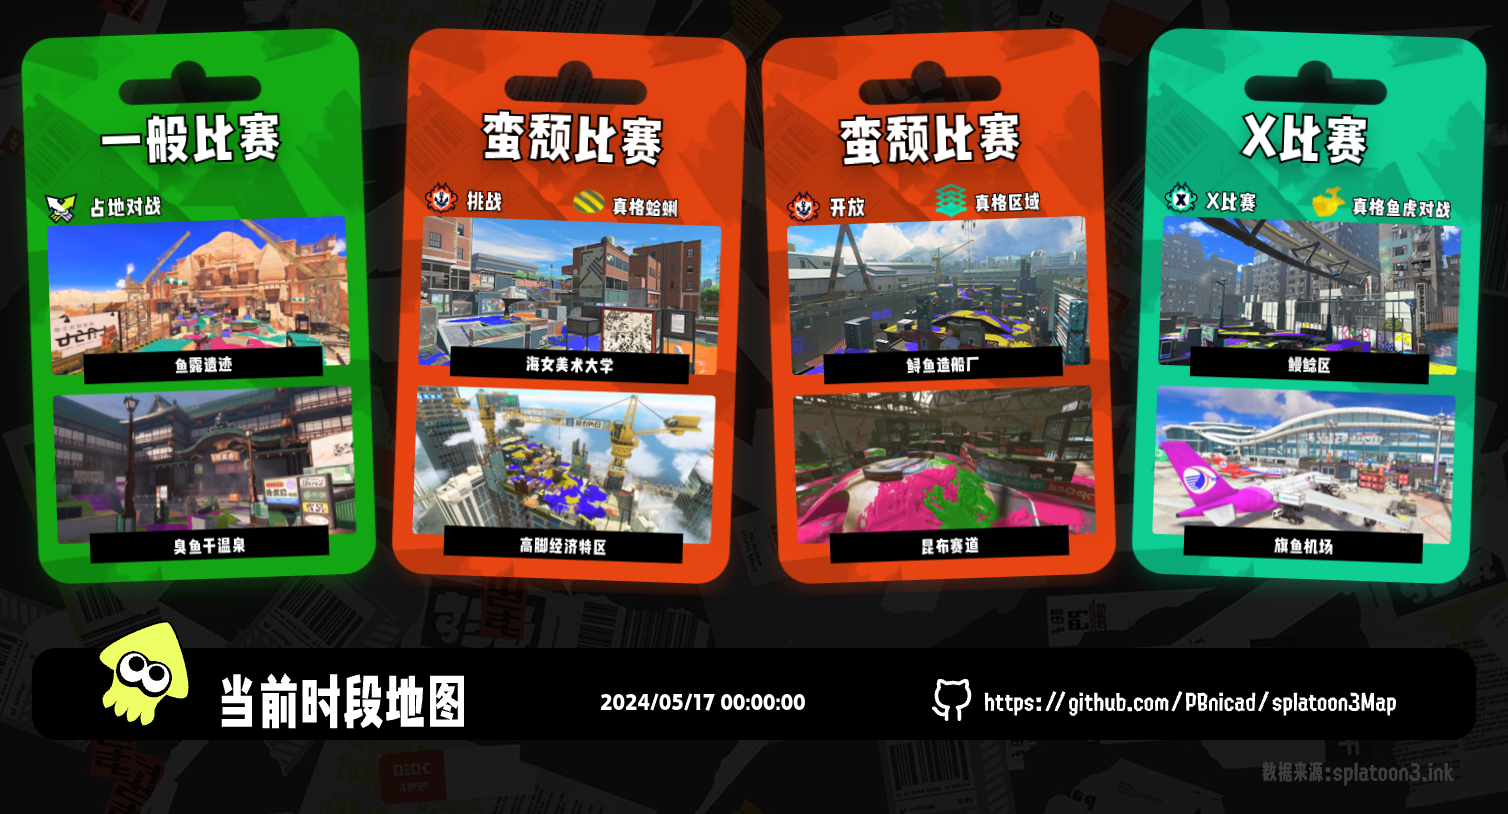 一般比赛
占地对战
鱼露遗迹
臭鱼干温泉
蛮颓比赛
挑战
真格蛤蜊
海女美术大学
高脚经济特区
蛮颓比赛
开放
真格区域
鲟鱼造船厂
昆布赛道
X比赛
X比赛
真格鱼虎对战
鳗鲶区
旗鱼机场
当前时段地图
2024/05/17 00:00:00
https://github.com/PBnicad/splatoon3Map
数据来源:splatoon3.ink